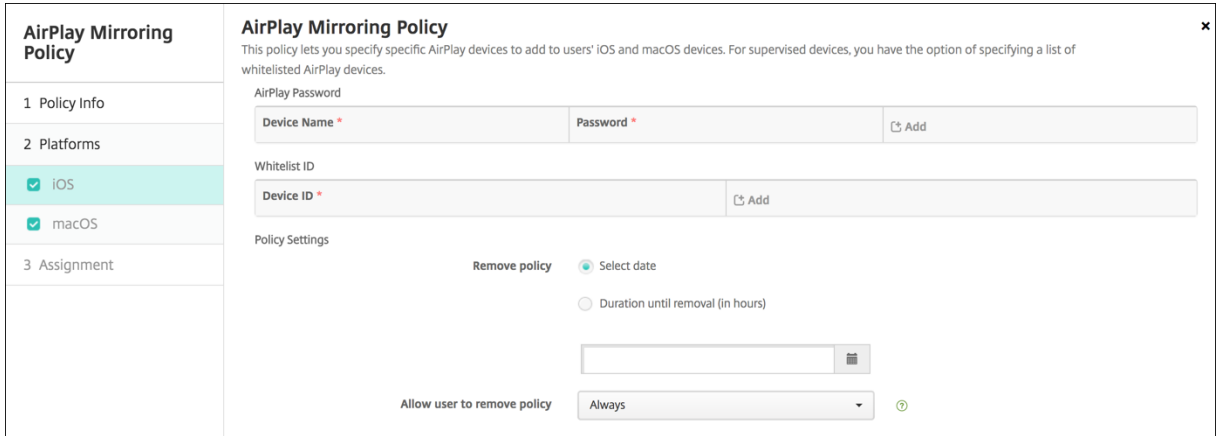 AirPlay Mirroring
Policy
1 Policy Info
2 Platforms
iOS
macOS
3 Assignment
AirPlay Mirroring Policy
This policy lets you specify specific AirPlay devices to add to users' iOS and macOS devices. For supervised devices, you have the option of specifying a list of
whitelisted AirPlay devices.
AirPlay Password
Device Name * Password * Add
Whitelist ID
Device ID * Add
Policy Settings
Remove policy Select date
Duration until removal (in hours)
Allow user to remove policy Always ?